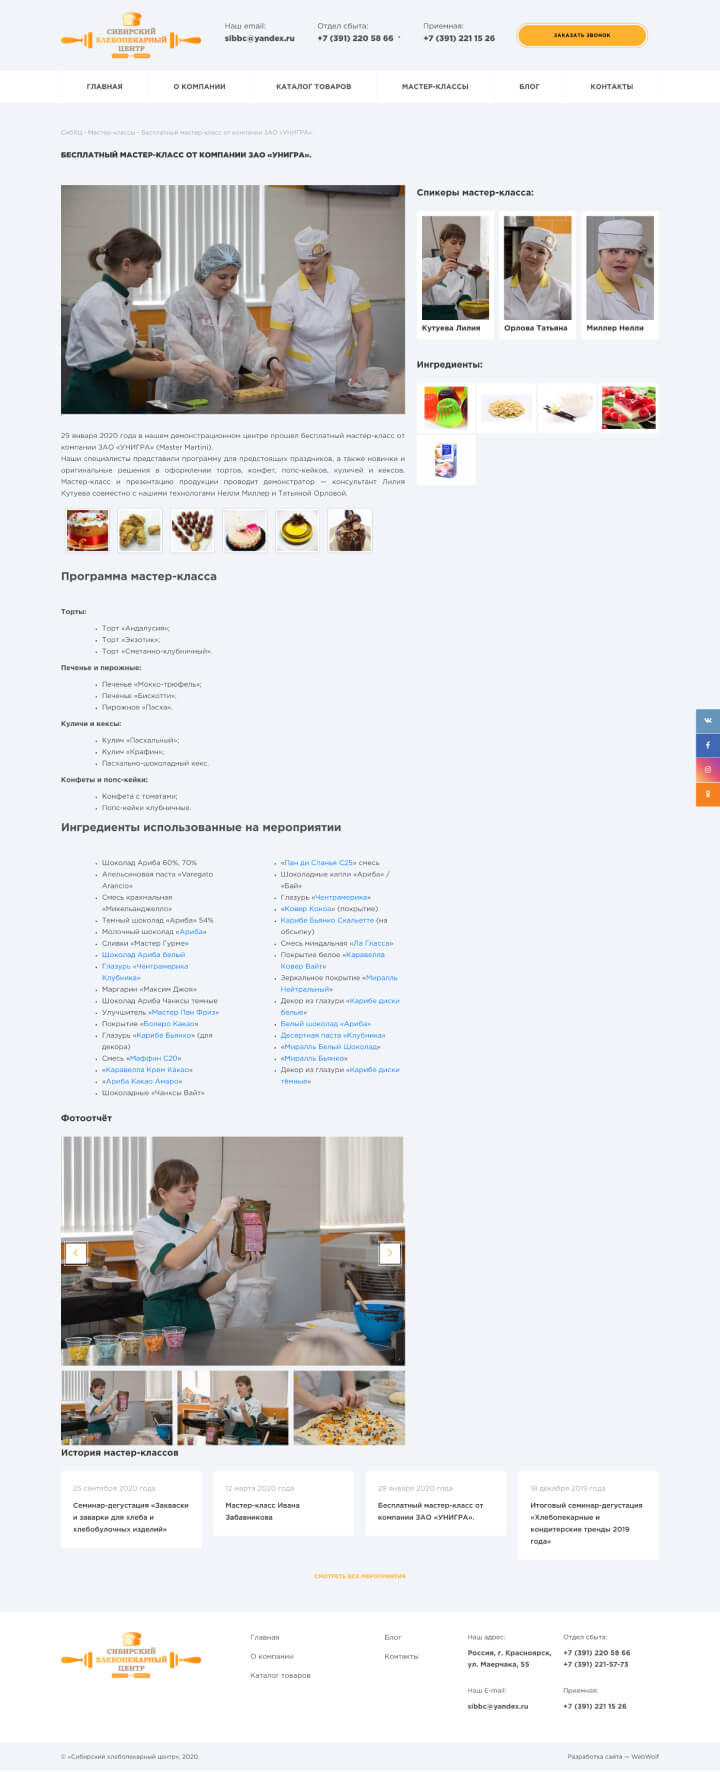 СИБИРСКИЙ
ХЛЕБОПЕКАРНЫЙ
ЦЕНТР
Наш email:
sibbc@yandex.ru
Отдел сбыта:
+7 (391) 220 58 66
Приемная:
+7 (391) 221 15 26
ЗАКАЗАТЬ ЗВОНОК
ГЛАВНАЯ
О КОМПАНИИ
КАТАЛОГ ТОВАРОВ
МАСТЕР-КЛАССЫ
БЛОГ
КОНТАКТЫ
СибХЦ - Мастер-классы - Бесплатный мастер-класс от компании ЗАО «УНИГРА».
БЕСПЛАТНЫЙ МАСТЕР-КЛАСС ОТ КОМПАНИИ ЗАО «УНИГРА».
Спикеры мастер-класса:
Кутуева Лилия
Орлова Татьяна
Миллер Нелли
Ингредиенты:
29 января 2020 года в нашем демонстрационном центре прошел бесплатный мастер-класс от
компании ЗАО «УНИГРА» (Master Martini).
Наши специалисты представили программу для предстоящих праздников, а также новинки и
оригинальные решения в оформлении тортов, конфет, попс-кейков, куличей и кексов.
Мастер-класс и презентацию продукции проводит демонстратор — консультант Лилия
Кутуева совместно с нашими технологами Нелли Миллер и Татьяной Орловой.
Программа мастер-класса
Торты:
Торт «Андалусия»;
Торт «Экзотик»;
Торт «Сметанно-клубничный».
Печенье и пирожные:
Печенье «Мокко-трюфель»;
Печенье «Бискотти»;
Пирожное «Пасха».
Куличи и кексы:
Кулич «Пасхальный»;
Кулич «Крафин»;
Пасхально-шоколадный кекс.
Конфеты и попс-кейки:
Конфета с томатами;
Попс-кейки клубничные.
Ингредиенты использованные на мероприятии
Шоколад Ариба 60%, 70%
Апельсиновая паста «Varegato
Arancio»
Смесь крахмальная
«Микельанджелло»
Темный шоколад «Ариба» 54%
Молочный шоколад «Ариба»
Сливки «Мастер Гурме»
Шоколад Ариба белый
Глазурь «Чентрамерика
Клубника»
Маргарин «Максим Джоя»
Шоколад Ариба Чанксы темные
Улучшитель «Мастер Пан Фриз»
Покрытие «Болеро Какао»
Глазурь «Карибе Бьянко» (для
декора)
Смесь «Маффин С20»
«Каравелла Крем Какао»
«Ариба Какао Амаро»
Шоколадные «Чанксы Вайт»
«Пан ди Спанье С25» смесь
Шоколадные капли «Ариба» /
«Бай»
Глазурь «Чентрамерика»
«Ковер Кокоа» (покрытие)
Карибе Бьянко Скальетте (на
обсыпку)
Смесь миндальная «Ла Гласса»
Покрытие белое «Каравелла
Ковер Вайт»
Зеркальное покрытие «Миралль
Нейтральный»
Декор из глазури «Карибе диски
белые»
Белый шоколад «Ариба»
Десертная паста «Клубника»
«Миралль Белый Шоколад»
«Миралль Бьянко»
Декор из глазури «Карибе диски
тёмные»
Фотоотчёт
История мастер-классов
25 сентября 2020 года
Семинар-дегустация «Закваски
и заварки для хлеба и
хлебобулочных изделий»
12 марта 2020 года
Мастер-класс Ивана
Забавникова
29 января 2020 года
Бесплатный мастер-класс от
компании ЗАО «УНИГРА».
18 декабря 2019 года
Итоговый семинар-дегустация
«Хлебопекарные и
кондитерские тренды 2019
года»
СМОТРЕТЬ ВСЕ МЕРОПРИЯТИЯ
СИБИРСКИЙ
ХЛЕБОПЕКАРНЫЙ
ЦЕНТР
Главная
О компании
Каталог товаров
Блог
Контакты
Наш адрес:
Россия, г. Красноярск,
ул. Маерчака, 55
Отдел сбыта:
+7 (391) 220 58 66
+7 (391) 221-57-73
Наш E-mail:
sibbc@yandex.ru
Приемная:
+7 (391) 221 15 26
© «Сибирский хлебопекарный центр», 2020.
Разработка сайта — WebWolf